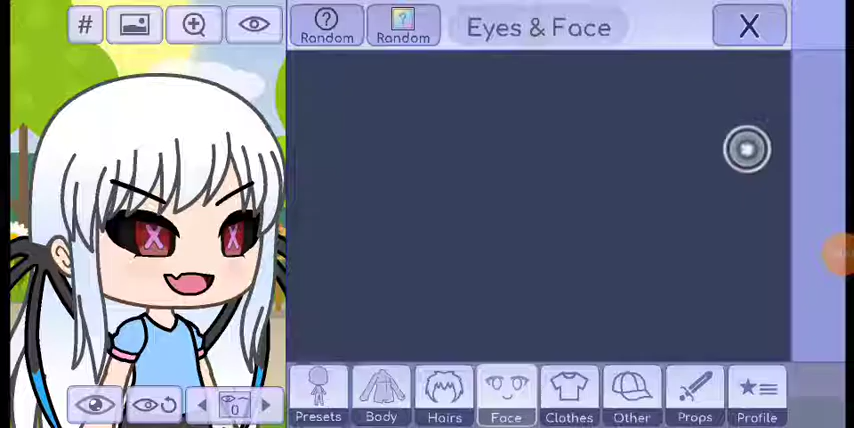 #
Random
Random
Eyes & Face
X
0
Presets
Body
Hairs
Face
Clothes
Other
Props
Profile